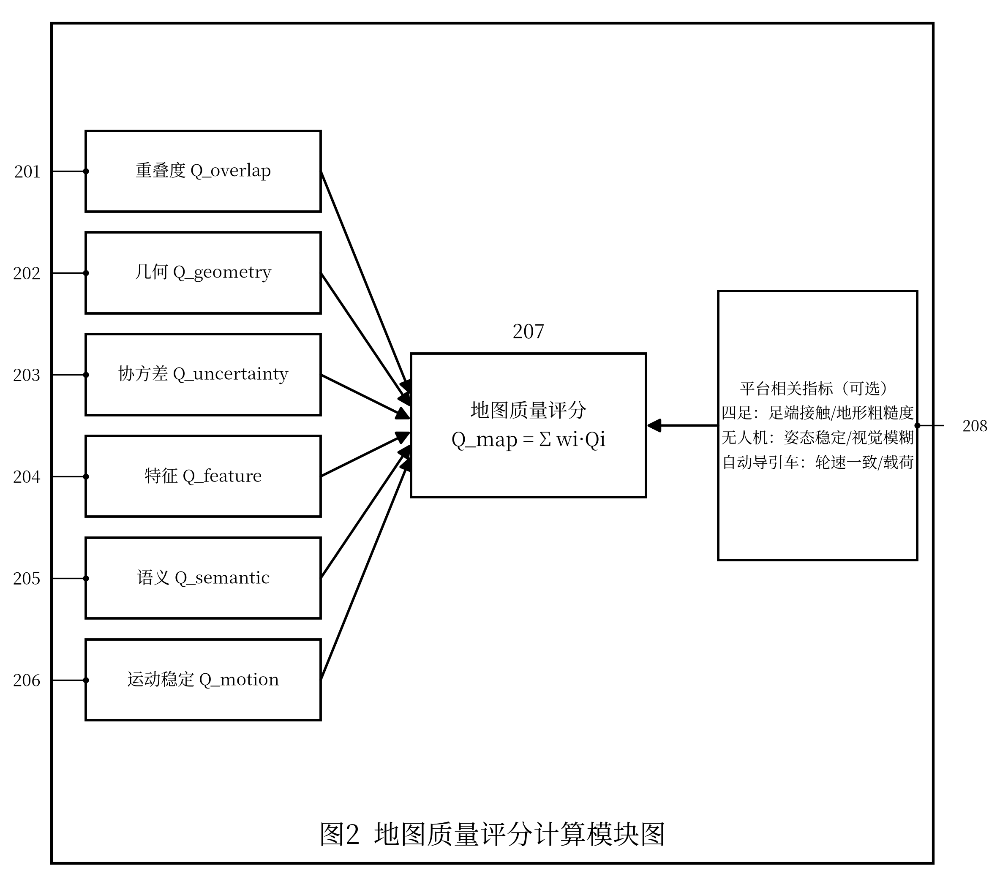 201
重叠度 Q_overlap
202
几何 Q_geometry
203
协方差 Q_uncertainty
204
特征 Q_feature
205
语义 Q_semantic
206
运动稳定 Q_motion
207
地图质量评分
Q_map = Σ wi·Qi
平台相关指标（可选）
四足：足端接触/地形粗糙度
无人机：姿态稳定/视觉模糊
自动导引车：轮速一致/载荷
208
图2 地图质量评分计算模块图